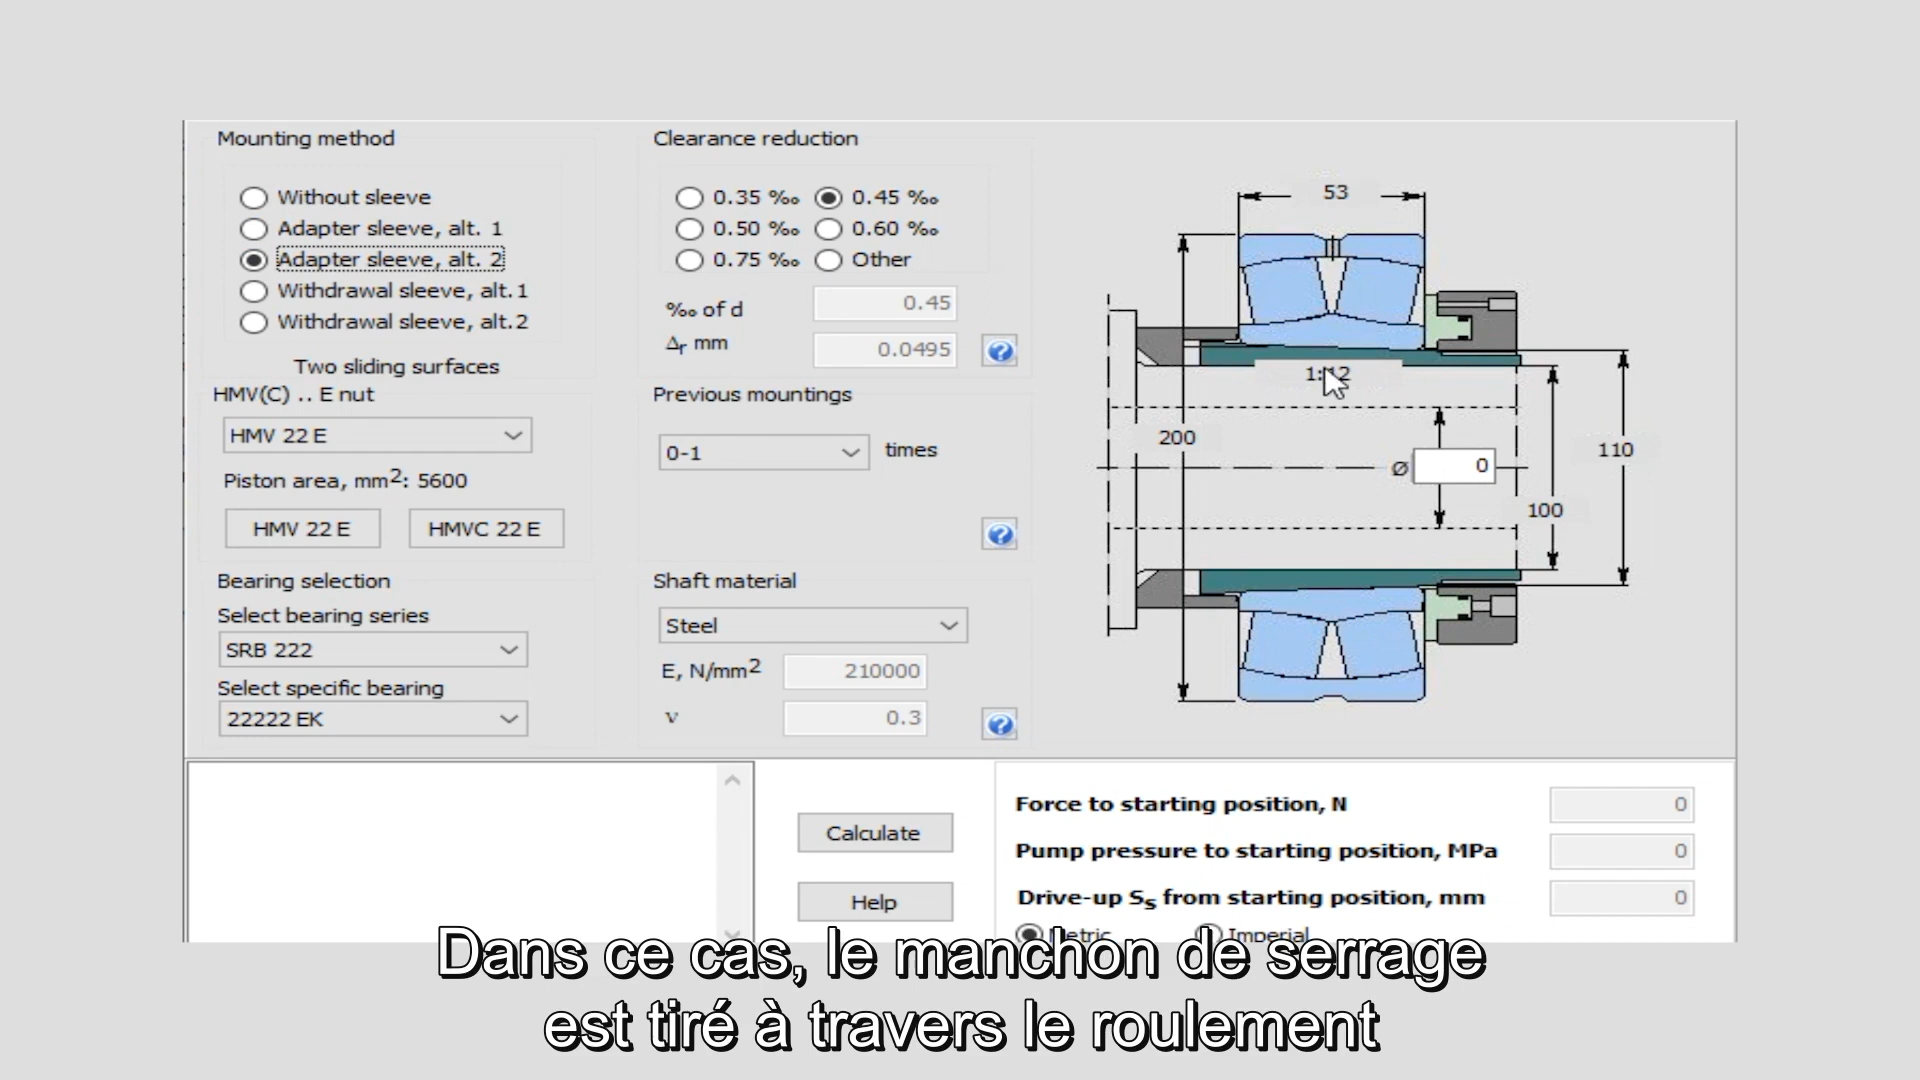 Mounting method
Without sleeve
Adapter sleeve, alt. 1
Adapter sleeve, alt. 2
Withdrawal sleeve, alt.1
Withdrawal sleeve, alt.2
Two sliding surfaces
HMV(C) .. E nut
HMV 22 E
Piston area, mm²: 5600
HMV 22 E HMVC 22 E
Bearing selection
Select bearing series
SRB 222
Select specific bearing
22222 EK
Clearance reduction
0.35 ‰ 0.45 ‰
0.50 ‰ 0.60 ‰
0.75 ‰ Other
‰ of d 0.45
Δr mm 0.0495
?
Previous mountings
0-1 times
?
Shaft material
Steel
E, N/mm² 210000
v 0.3
?
53
200
Ø 0
100
110
Calculate
Help
Force to starting position, N 0
Pump pressure to starting position, MPa 0
Drive-up Ss from starting position, mm 0
Metric Imperial
Dans ce cas, le manchon de serrage
est tiré à travers le roulement